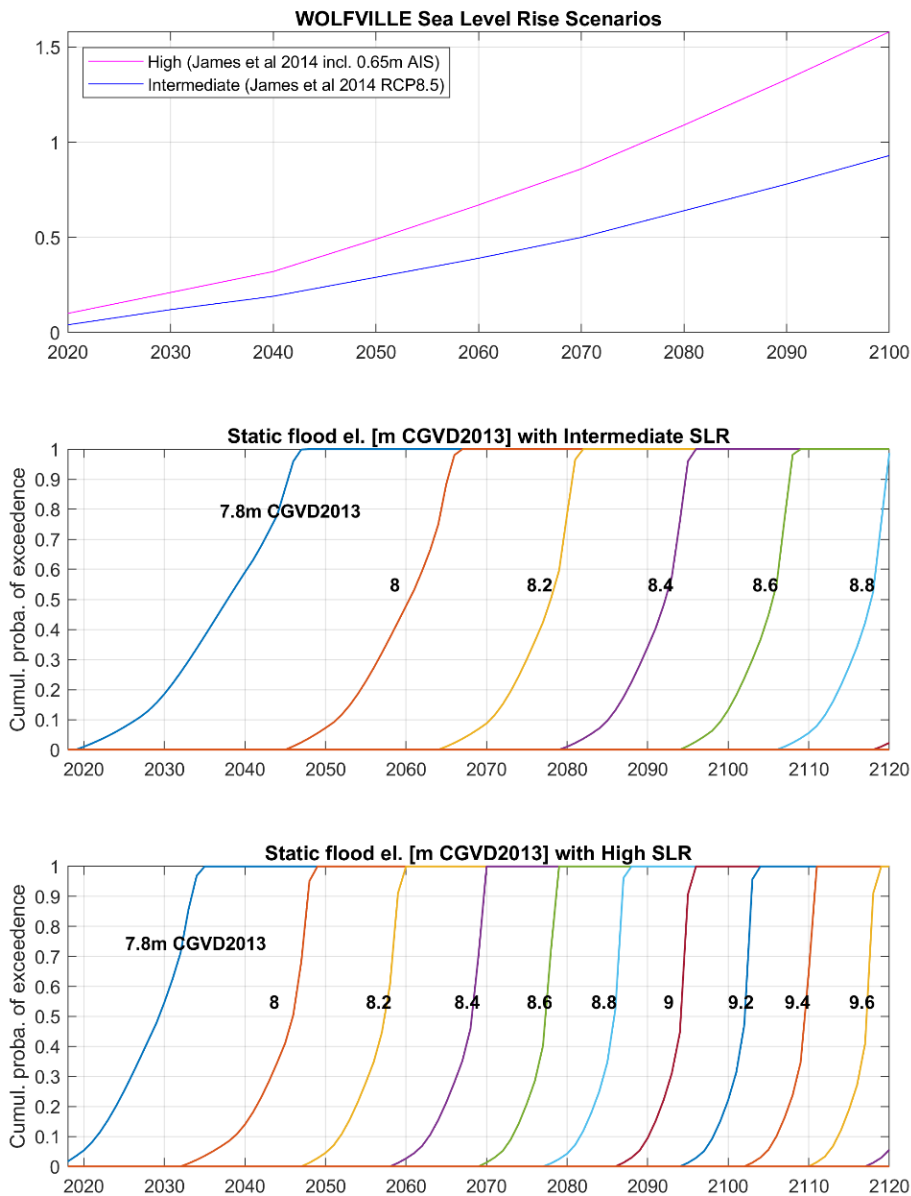 WOLFVILLE Sea Level Rise Scenarios
1.5
High (James et al 2014 incl. 0.65m AIS)
Intermediate (James et al 2014 RCP8.5)
1
0.5
0
2020 2030 2040 2050 2060 2070 2080 2090 2100
Static flood el. [m CGVD2013] with Intermediate SLR
Cumul. proba. of exceedence
1
0.9
0.8
7.8m CGVD2013
0.7
0.6
8 8.2 8.4 8.6 8.8
0.5
0.4
0.3
0.2
0.1
0
2020 2030 2040 2050 2060 2070 2080 2090 2100 2110 2120
Static flood el. [m CGVD2013] with High SLR
Cumul. proba. of exceedence
1
0.9
0.8
7.8m CGVD2013
0.7
0.6
8 8.2 8.4 8.6 8.8 9 9.2 9.4 9.6
0.5
0.4
0.3
0.2
0.1
0
2020 2030 2040 2050 2060 2070 2080 2090 2100 2110 2120